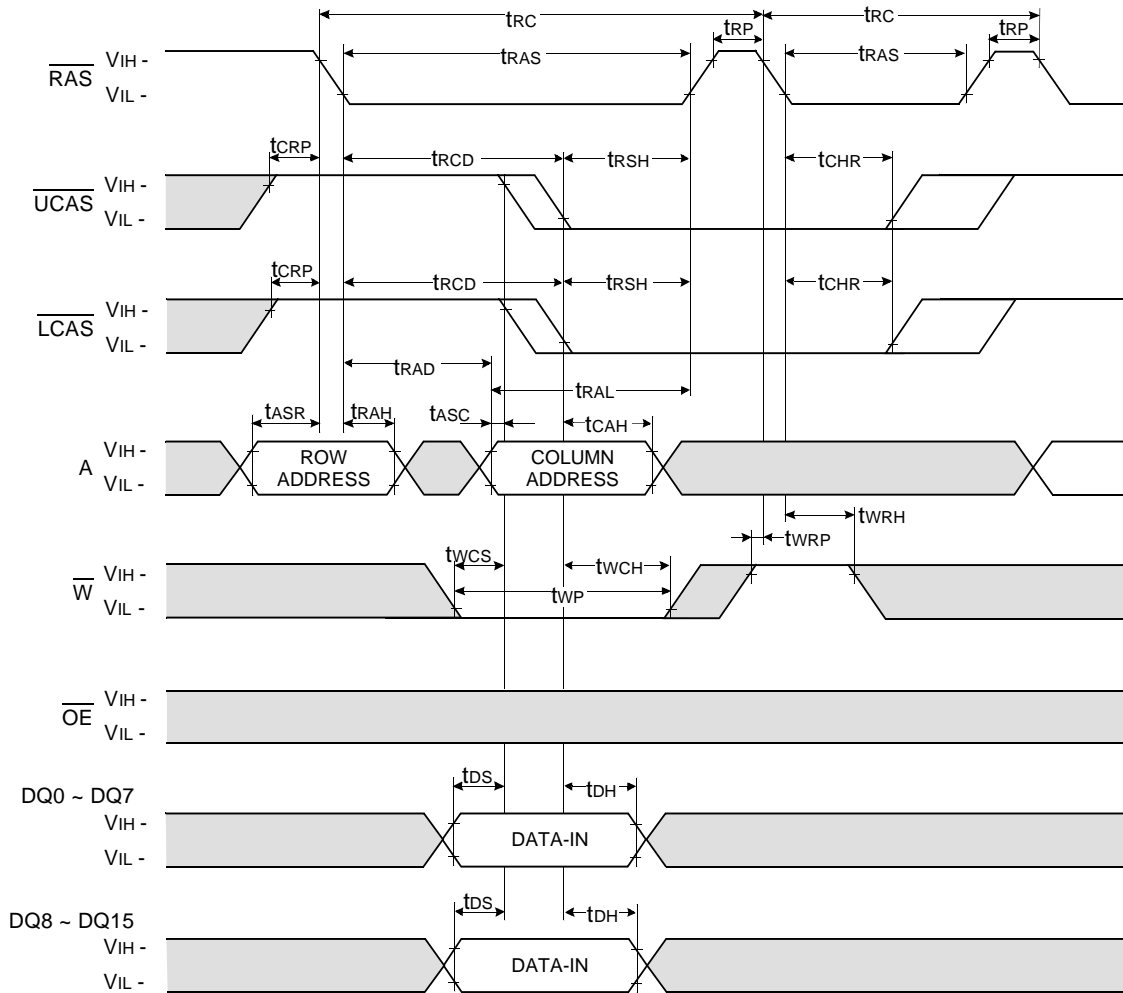 tRC tRC
tRP tRP
tRAS tRAS
RAS VIH -
VIL -
tCRP tRCD tRSH tCHR
UCAS VIH -
VIL -
tCRP tRCD tRSH tCHR
LCAS VIH -
VIL -
tRAD
tRAL
tASR tRAH tASC tCAH
A VIH -
VIL -
ROW
ADDRESS
COLUMN
ADDRESS
tWRH
tWRP
tWCS tWCH
tWP
W VIH -
VIL -
OE VIH -
VIL -
tDS tDH
DQ0 ~ DQ7
VIH -
VIL -
DATA-IN
tDS tDH
DQ8 ~ DQ15
VIH -
VIL -
DATA-IN